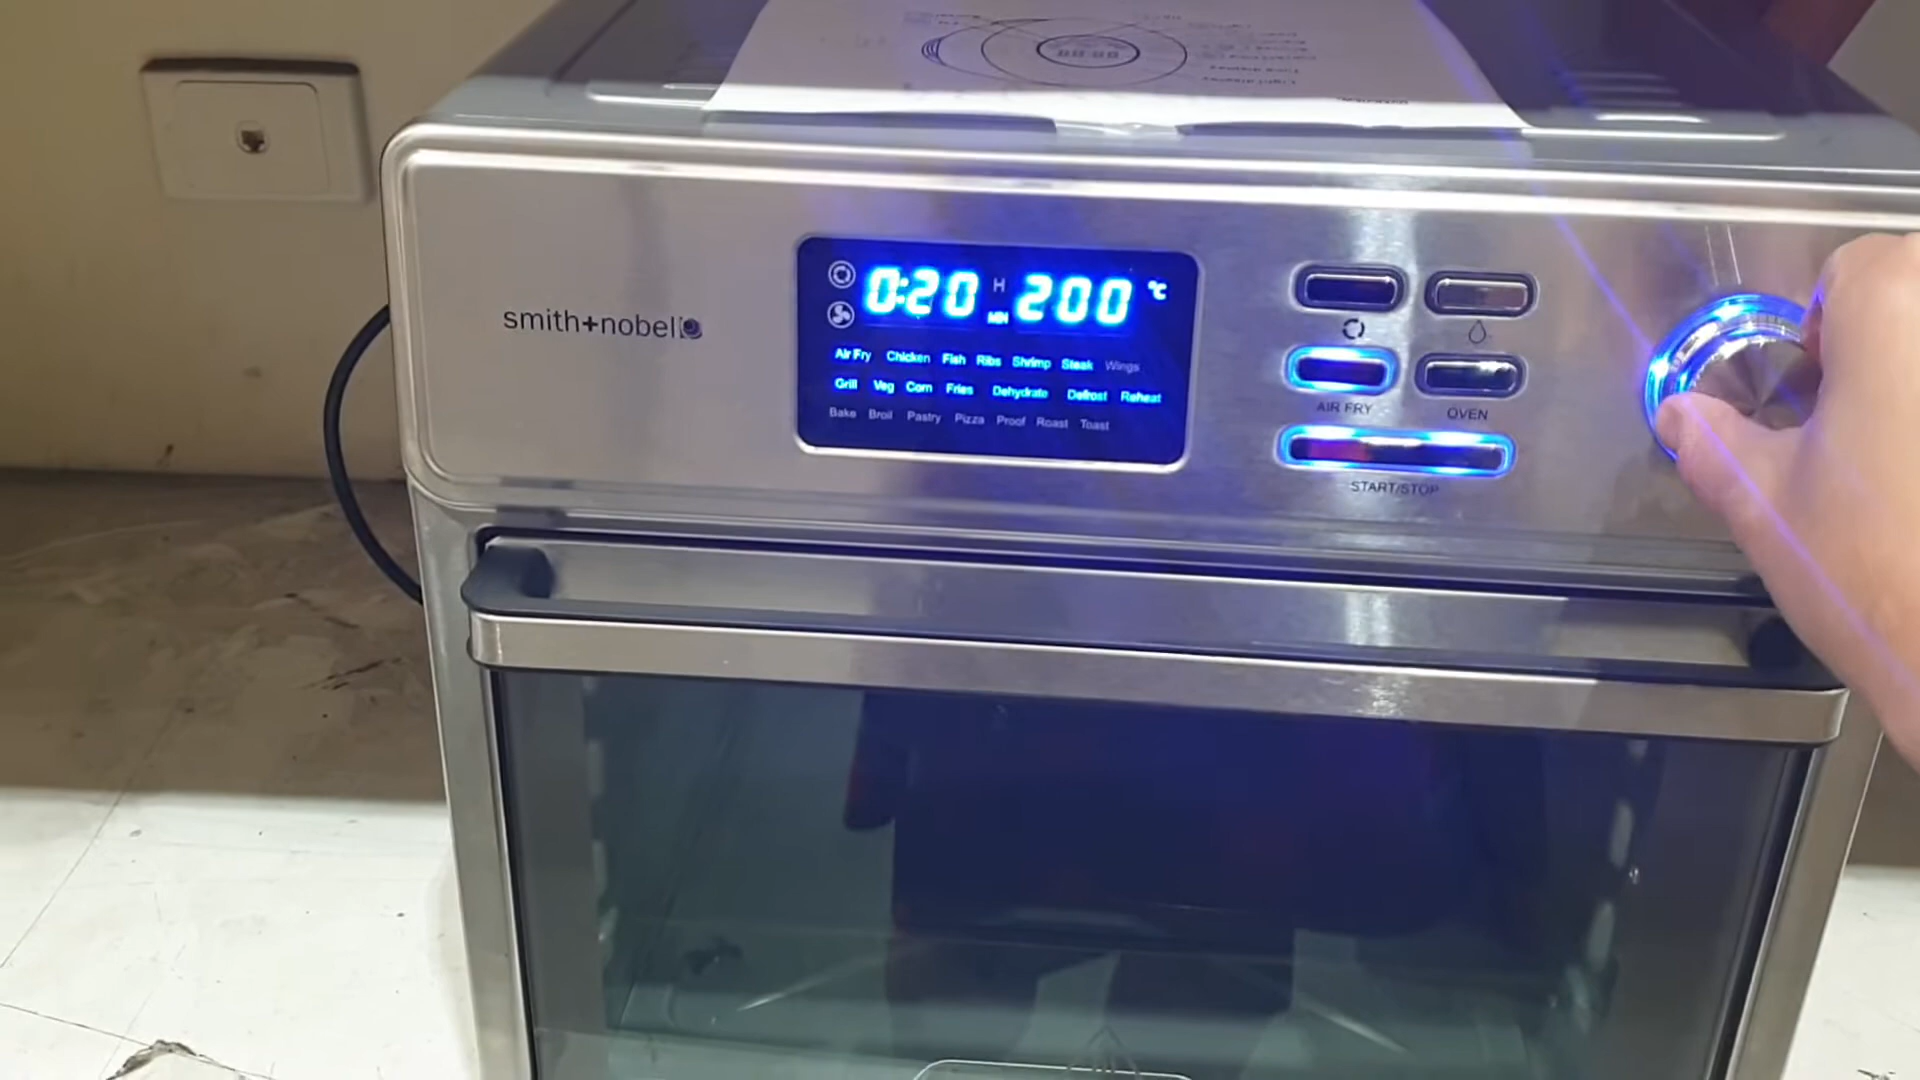 smith+nobel
0:20 H MIN 200 °C
Air Fry Chicken Fish Ribs Shrimp Steak Wings
Grill Veg Corn Fries Dehydrate Defrost Reheat
Bake Broil Pastry Pizza Proof Roast Toast
AIR FRY
OVEN
START/STOP